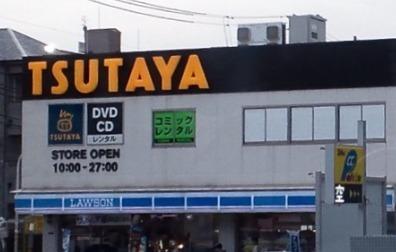 TSUTAYA
TSUTAYA
DVD
CD
レンタル
コミック
レンタル
STORE OPEN
10:00 - 27:00
LAWSON
空